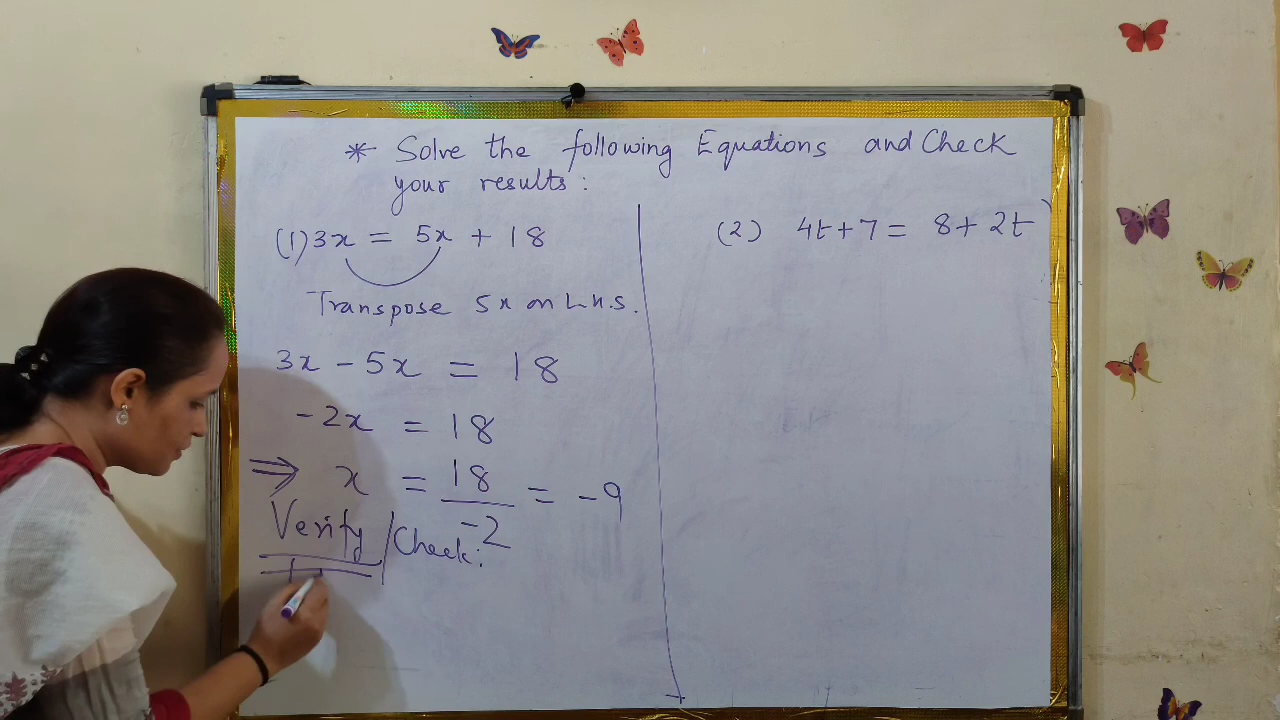 * Solve the following Equations and Check
your results:
(1) 3x = 5x + 18
Transpose 5x on L.H.S.
3x - 5x = 18
-2x = 18
⇒ x = 18/-2 = -9
Verify / Check:
(2) 4t + 7 = 8 + 2t